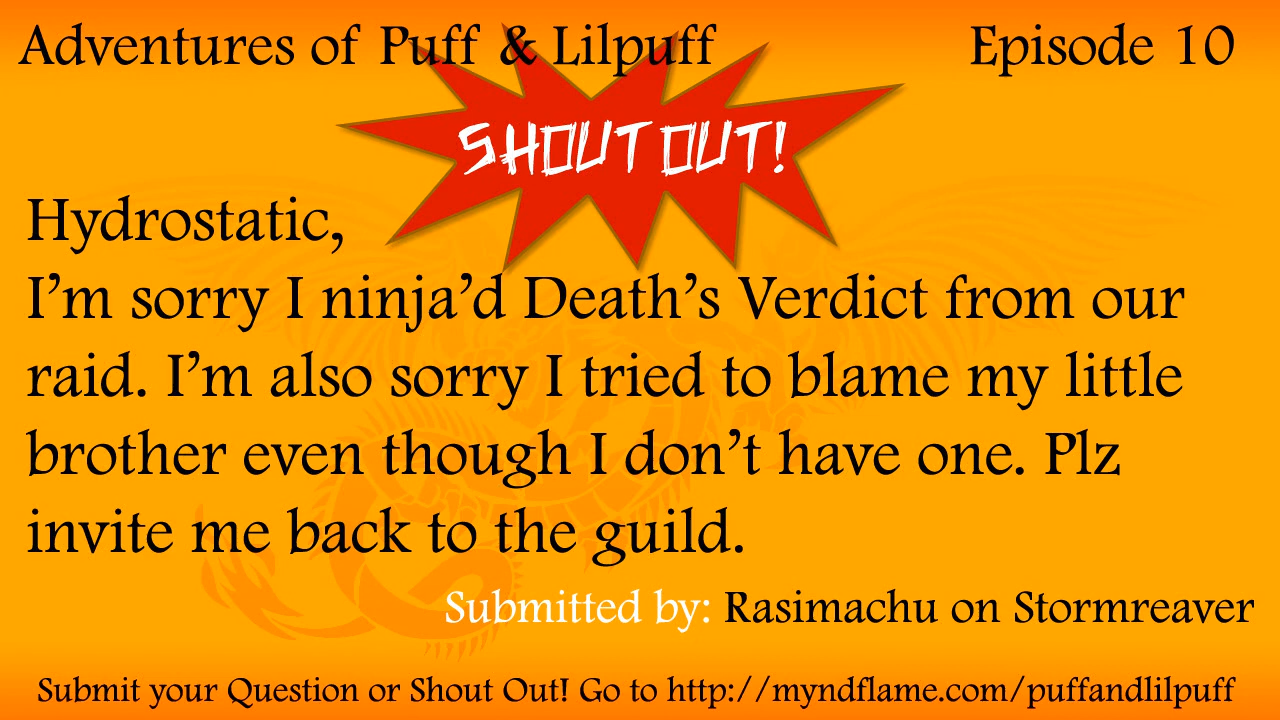 Adventures of Puff & Lilpuff Episode 10
SHOUT OUT!
Hydrostatic,
I’m sorry I ninja’d Death’s Verdict from our
raid. I’m also sorry I tried to blame my little
brother even though I don’t have one. Plz
invite me back to the guild.
Submitted by: Rasimachu on Stormreaver
Submit your Question or Shout Out! Go to http://myndflame.com/puffandlilpuff